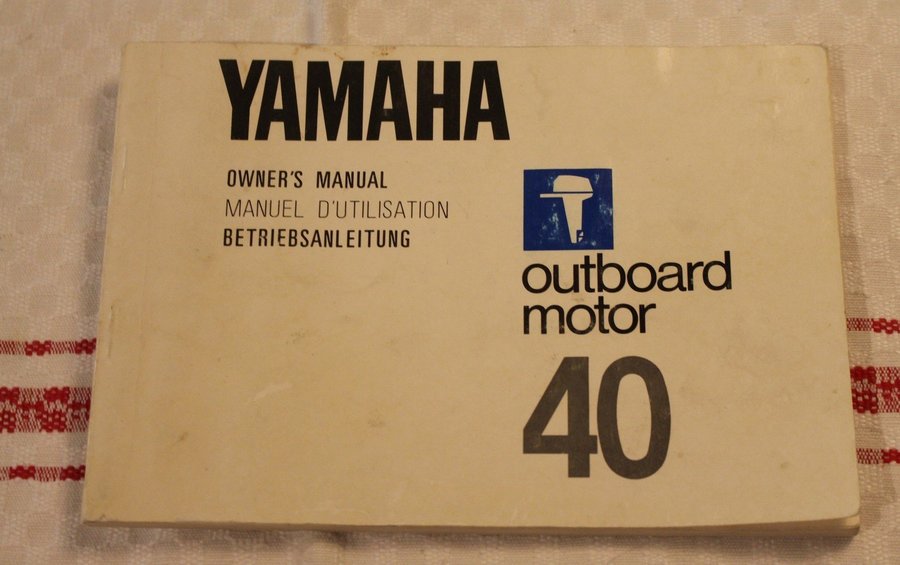 YAMAHA
OWNER'S MANUAL
MANUEL D'UTILISATION
BETRIEBSANLEITUNG
outboard
motor
40